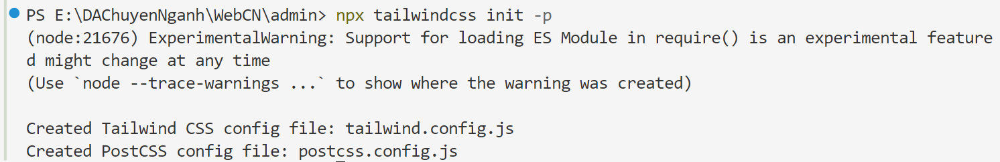 PS E:\DAChuyenNganh\WebCN\admin> npx tailwindcss init -p
(node:21676) ExperimentalWarning: Support for loading ES Module in require() is an experimental feature
d might change at any time
(Use `node --trace-warnings ...` to show where the warning was created)
Created Tailwind CSS config file: tailwind.config.js
Created PostCSS config file: postcss.config.js